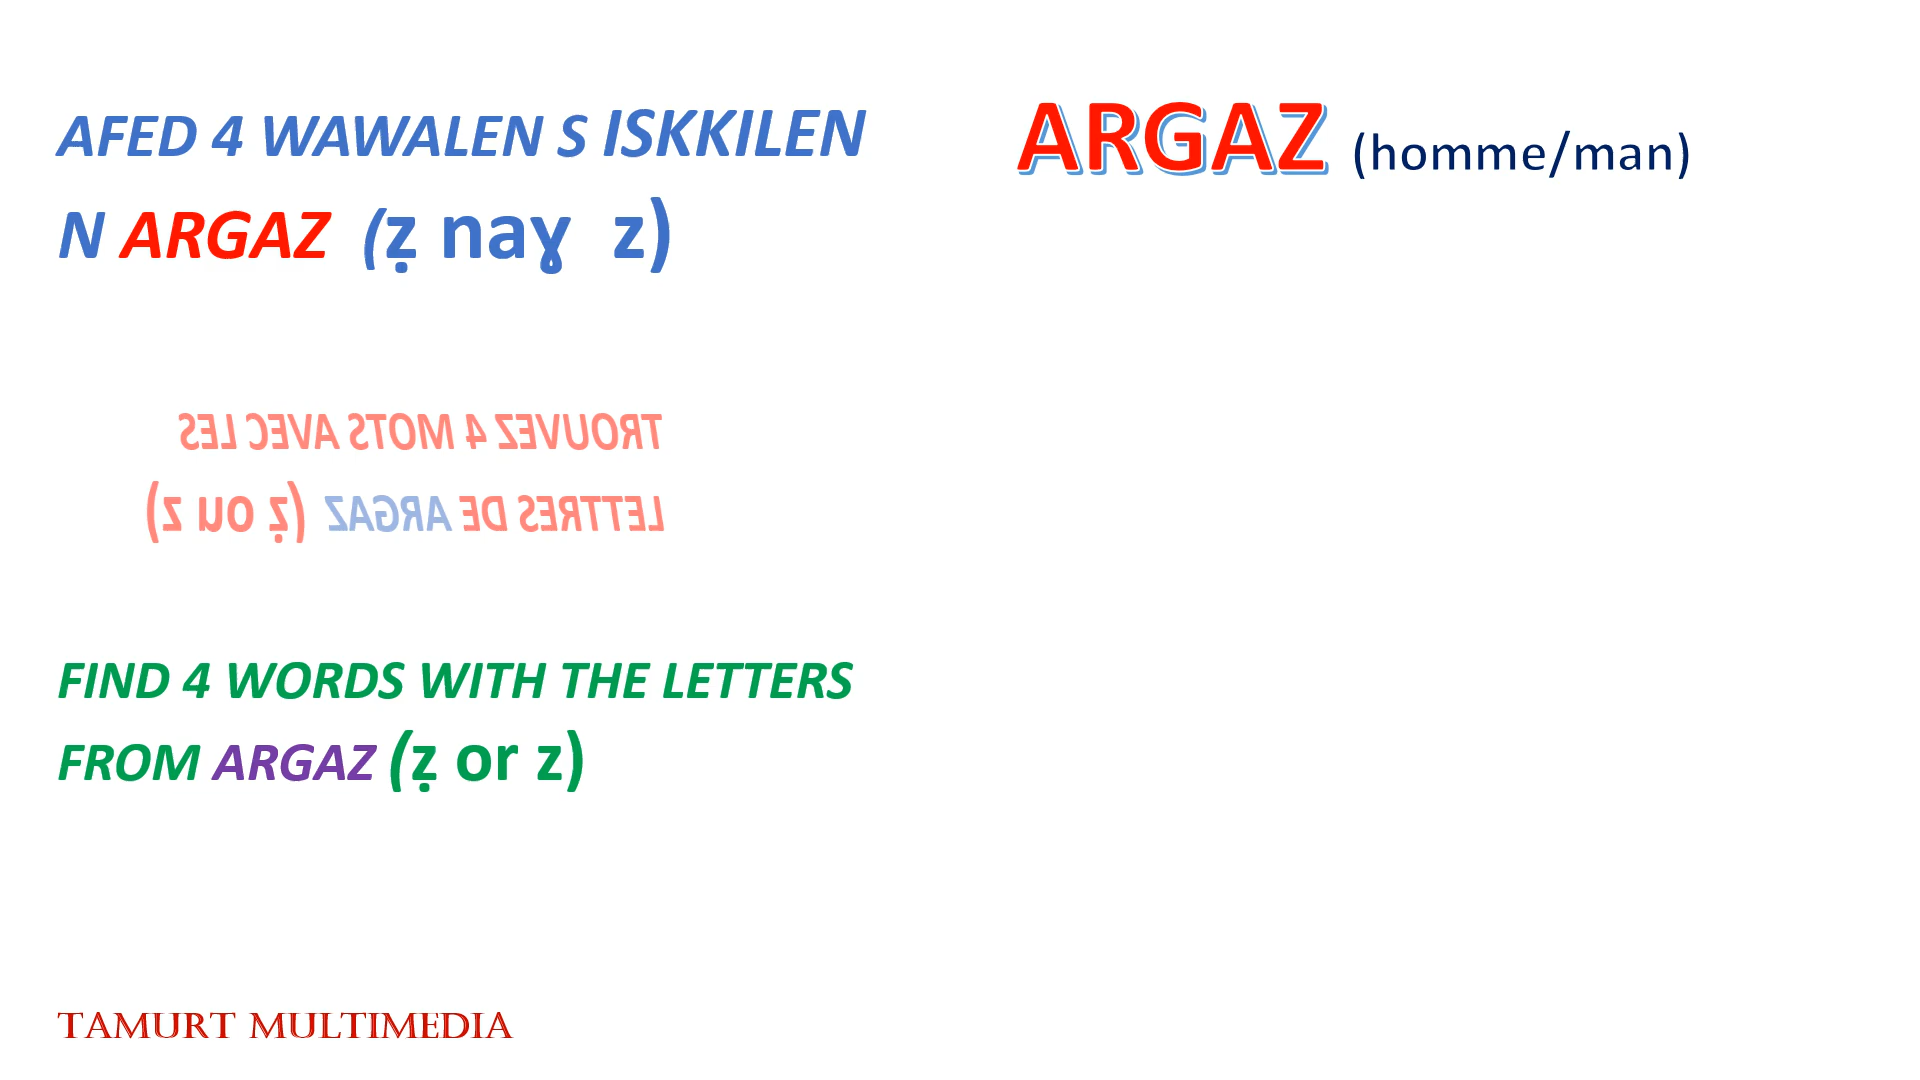 AFED 4 WAWALEN S ISKKILEN
N ARGAZ (ẓ naɣ z)
TROUVEZ 4 MOTS AVEC LES
LETTRES DE ARGAZ (ẓ ou z)
FIND 4 WORDS WITH THE LETTERS
FROM ARGAZ (ẓ or z)
TAMURT MULTIMEDIA
ARGAZ (homme/man)